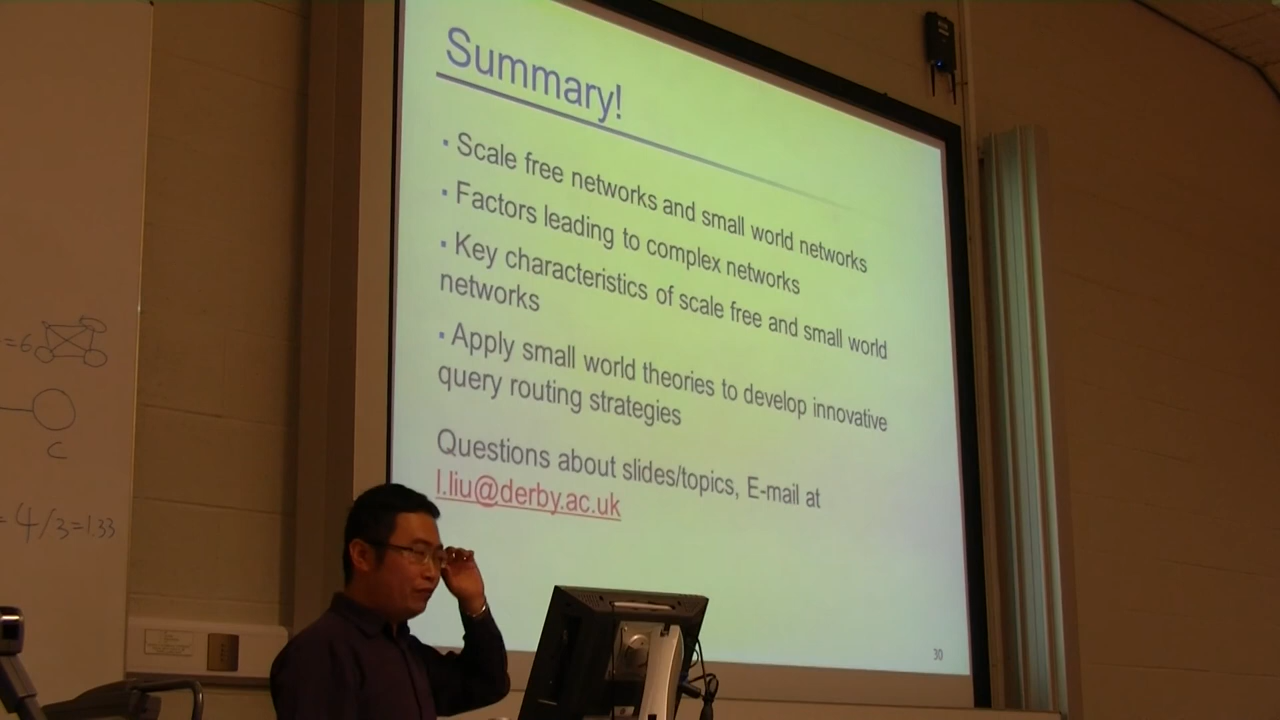 Summary!
▪ Scale free networks and small world networks
▪ Factors leading to complex networks
▪ Key characteristics of scale free and small world
networks
▪ Apply small world theories to develop innovative
query routing strategies
Questions about slides/topics, E-mail at
l.liu@derby.ac.uk
30
=6
C
=4/3=1.33